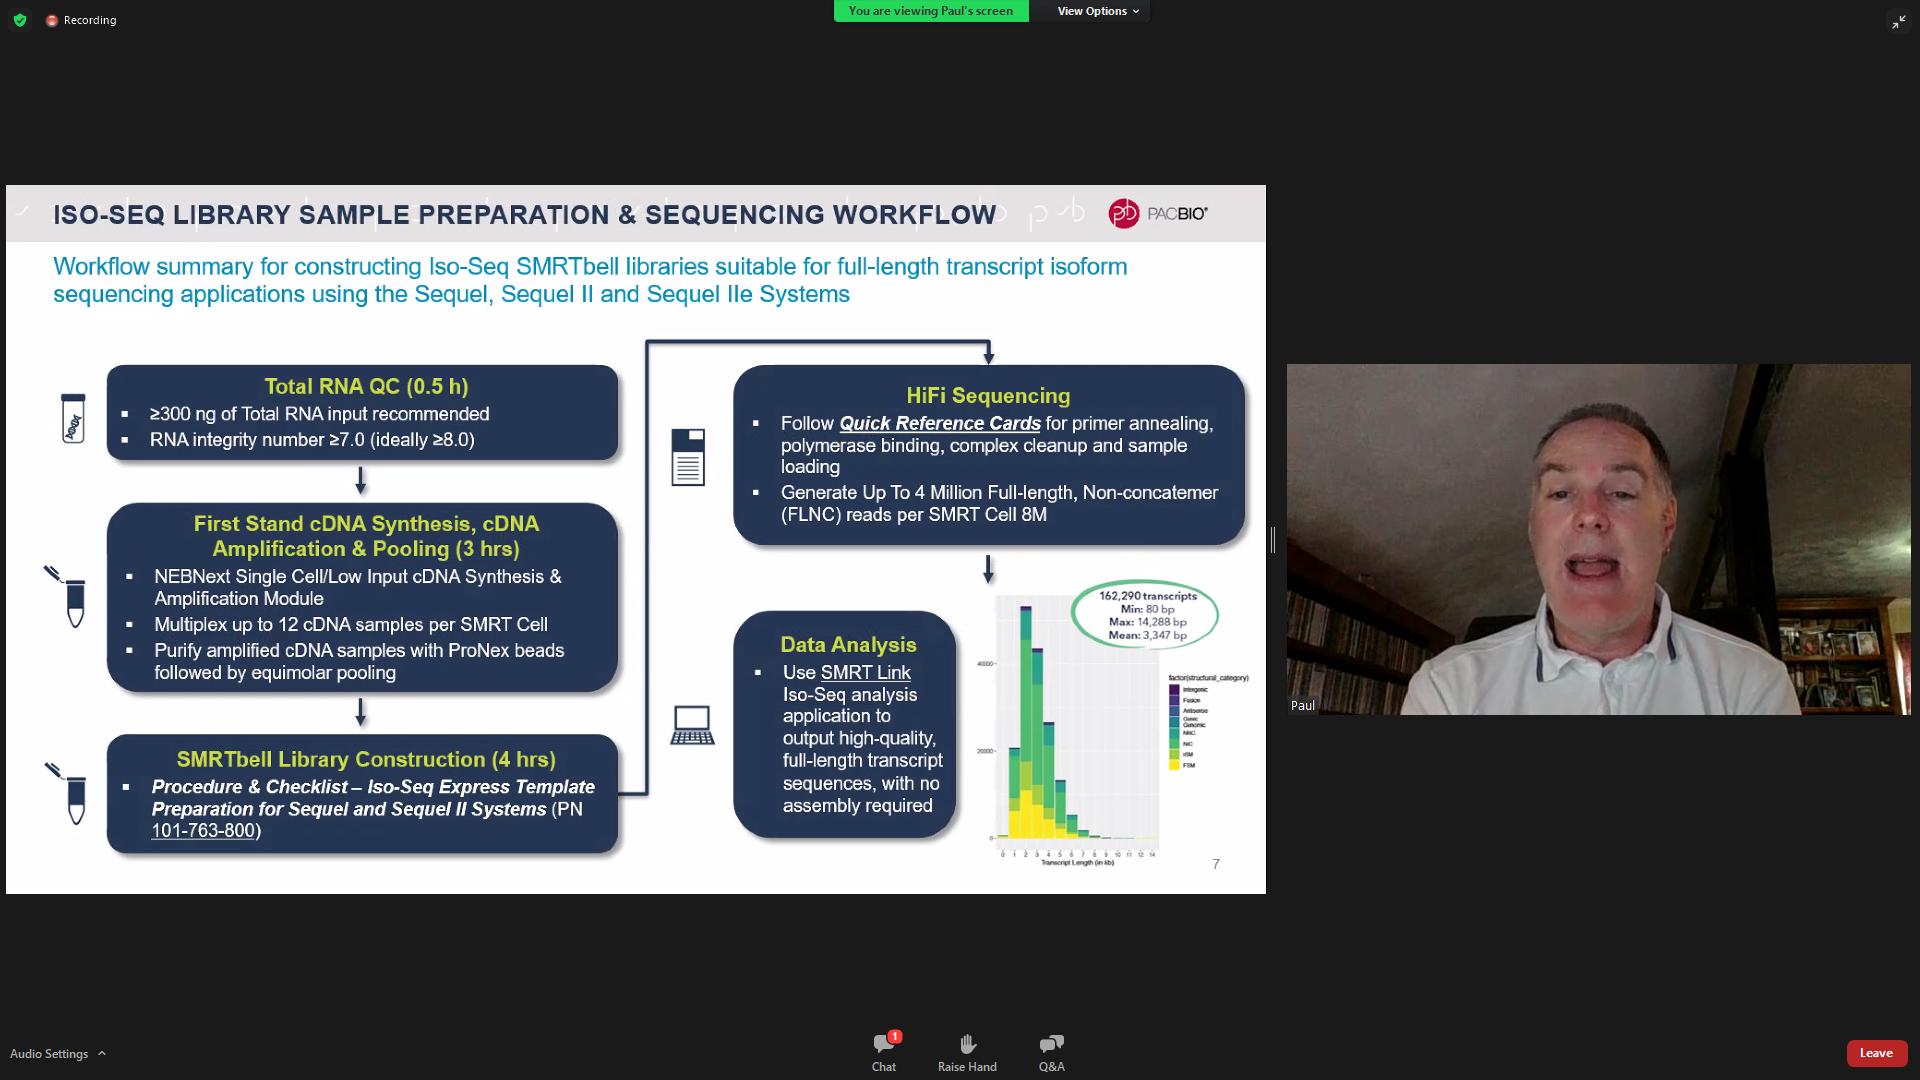 Recording
You are viewing Paul's screen
View Options
ISO-SEQ LIBRARY SAMPLE PREPARATION & SEQUENCING WORKFLOW
PACBIO®
Workflow summary for constructing Iso-Seq SMRTbell libraries suitable for full-length transcript isoform
sequencing applications using the Sequel, Sequel II and Sequel IIe Systems
Total RNA QC (0.5 h)
▪ ≥300 ng of Total RNA input recommended
▪ RNA integrity number ≥7.0 (ideally ≥8.0)
First Stand cDNA Synthesis, cDNA
Amplification & Pooling (3 hrs)
▪ NEBNext Single Cell/Low Input cDNA Synthesis &
Amplification Module
▪ Multiplex up to 12 cDNA samples per SMRT Cell
▪ Purify amplified cDNA samples with ProNex beads
followed by equimolar pooling
SMRTbell Library Construction (4 hrs)
▪ Procedure & Checklist – Iso-Seq Express Template
Preparation for Sequel and Sequel II Systems (PN
101-763-800)
HiFi Sequencing
▪ Follow Quick Reference Cards for primer annealing,
polymerase binding, complex cleanup and sample
loading
▪ Generate Up To 4 Million Full-length, Non-concatemer
(FLNC) reads per SMRT Cell 8M
Data Analysis
▪ Use SMRT Link
Iso-Seq analysis
application to
output high-quality,
full-length transcript
sequences, with no
assembly required
162,290 transcripts
Min: 80 bp
Max: 14,288 bp
Mean: 3,347 bp
40000
20000
0
0 1 2 3 4 5 6 7 8 9 10 11 12 14
Transcript Length (in kb)
factor(structural_category)
Intergenic
Fusion
Antisense
Genic
Genomic
NNC
NIC
ISM
FSM
7
Paul
Audio Settings
1
Chat
Raise Hand
Q&A
Leave